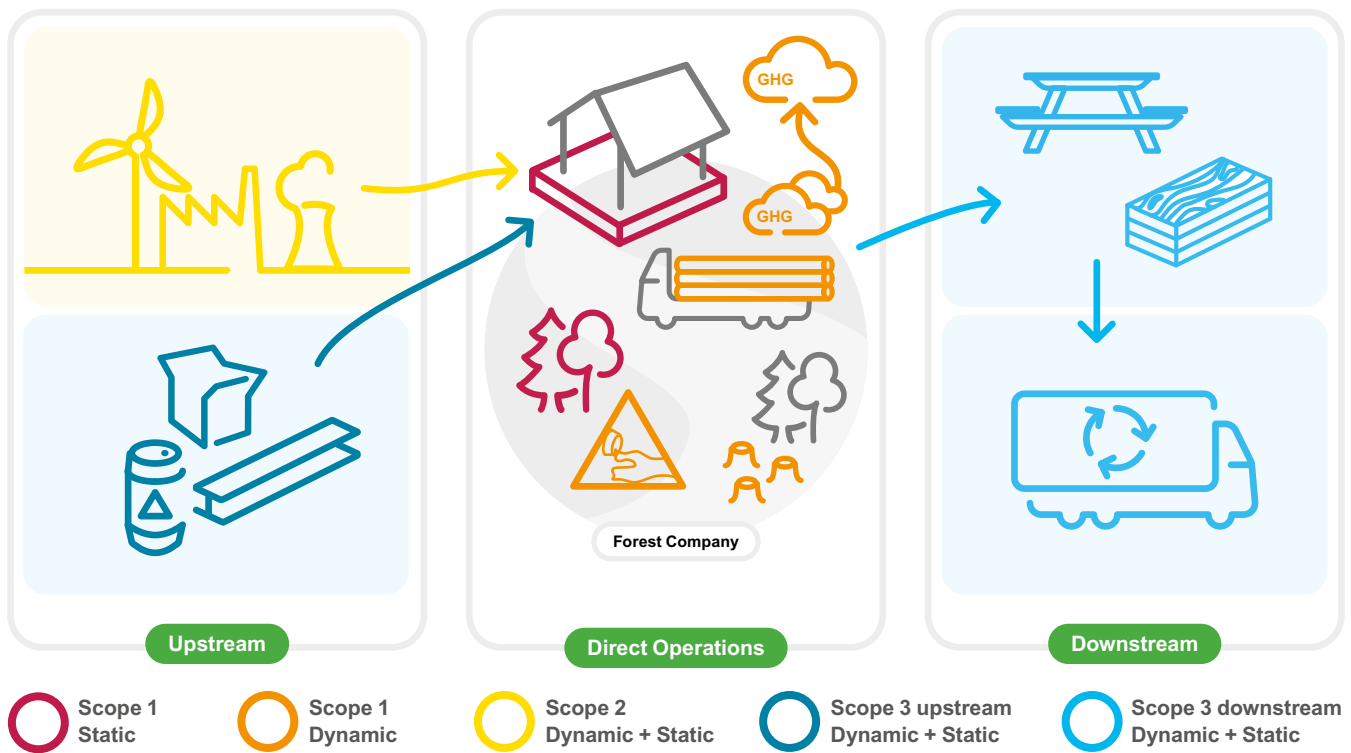 GHG
GHG
Forest Company
Upstream
Direct Operations
Downstream
Scope 1
Static
Scope 1
Dynamic
Scope 2
Dynamic + Static
Scope 3 upstream
Dynamic + Static
Scope 3 downstream
Dynamic + Static